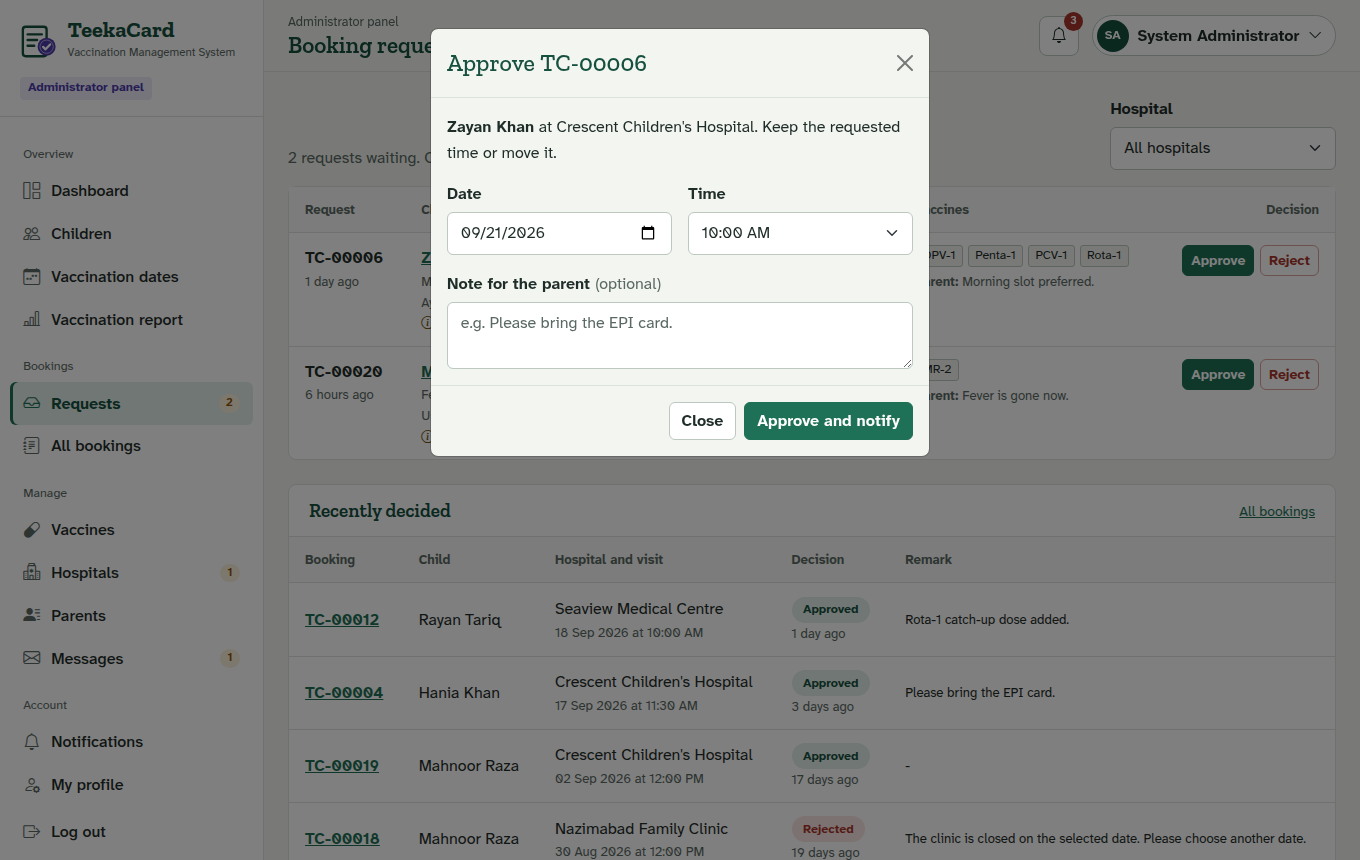 TeekaCard
Vaccination Management System
Administrator panel
Overview
Dashboard
Children
Vaccination dates
Vaccination report
Bookings
Requests 2
All bookings
Manage
Vaccines
Hospitals 1
Parents
Messages 1
Account
Notifications
My profile
Log out
Administrator panel
Booking
3
SA System Administrator
Approve TC-00006
Zayan Khan at Crescent Children's Hospital. Keep the requested
time or move it.
Date Time
09/21/2026 10:00 AM
Note for the parent (optional)
e.g. Please bring the EPI card.
Close Approve and notify
Hospital
All hospitals
2 requests waiting.
Request Decision
TC-00006 Penta-1 PCV-1 Rota-1 Approve Reject
1 day ago Morning slot preferred.
TC-00020 Approve Reject
6 hours ago Fever is gone now.
Recently decided All bookings
Booking Child Hospital and visit Decision Remark
TC-00012 Rayan Tariq Seaview Medical Centre Approved Rota-1 catch-up dose added.
18 Sep 2026 at 10:00 AM 1 day ago
TC-00004 Hania Khan Crescent Children's Hospital Approved Please bring the EPI card.
17 Sep 2026 at 11:30 AM 3 days ago
TC-00019 Mahnoor Raza Crescent Children's Hospital Approved -
02 Sep 2026 at 12:00 PM 17 days ago
TC-00018 Mahnoor Raza Nazimabad Family Clinic Rejected The clinic is closed on the selected date. Please choose another date.
30 Aug 2026 at 12:00 PM 19 days ago